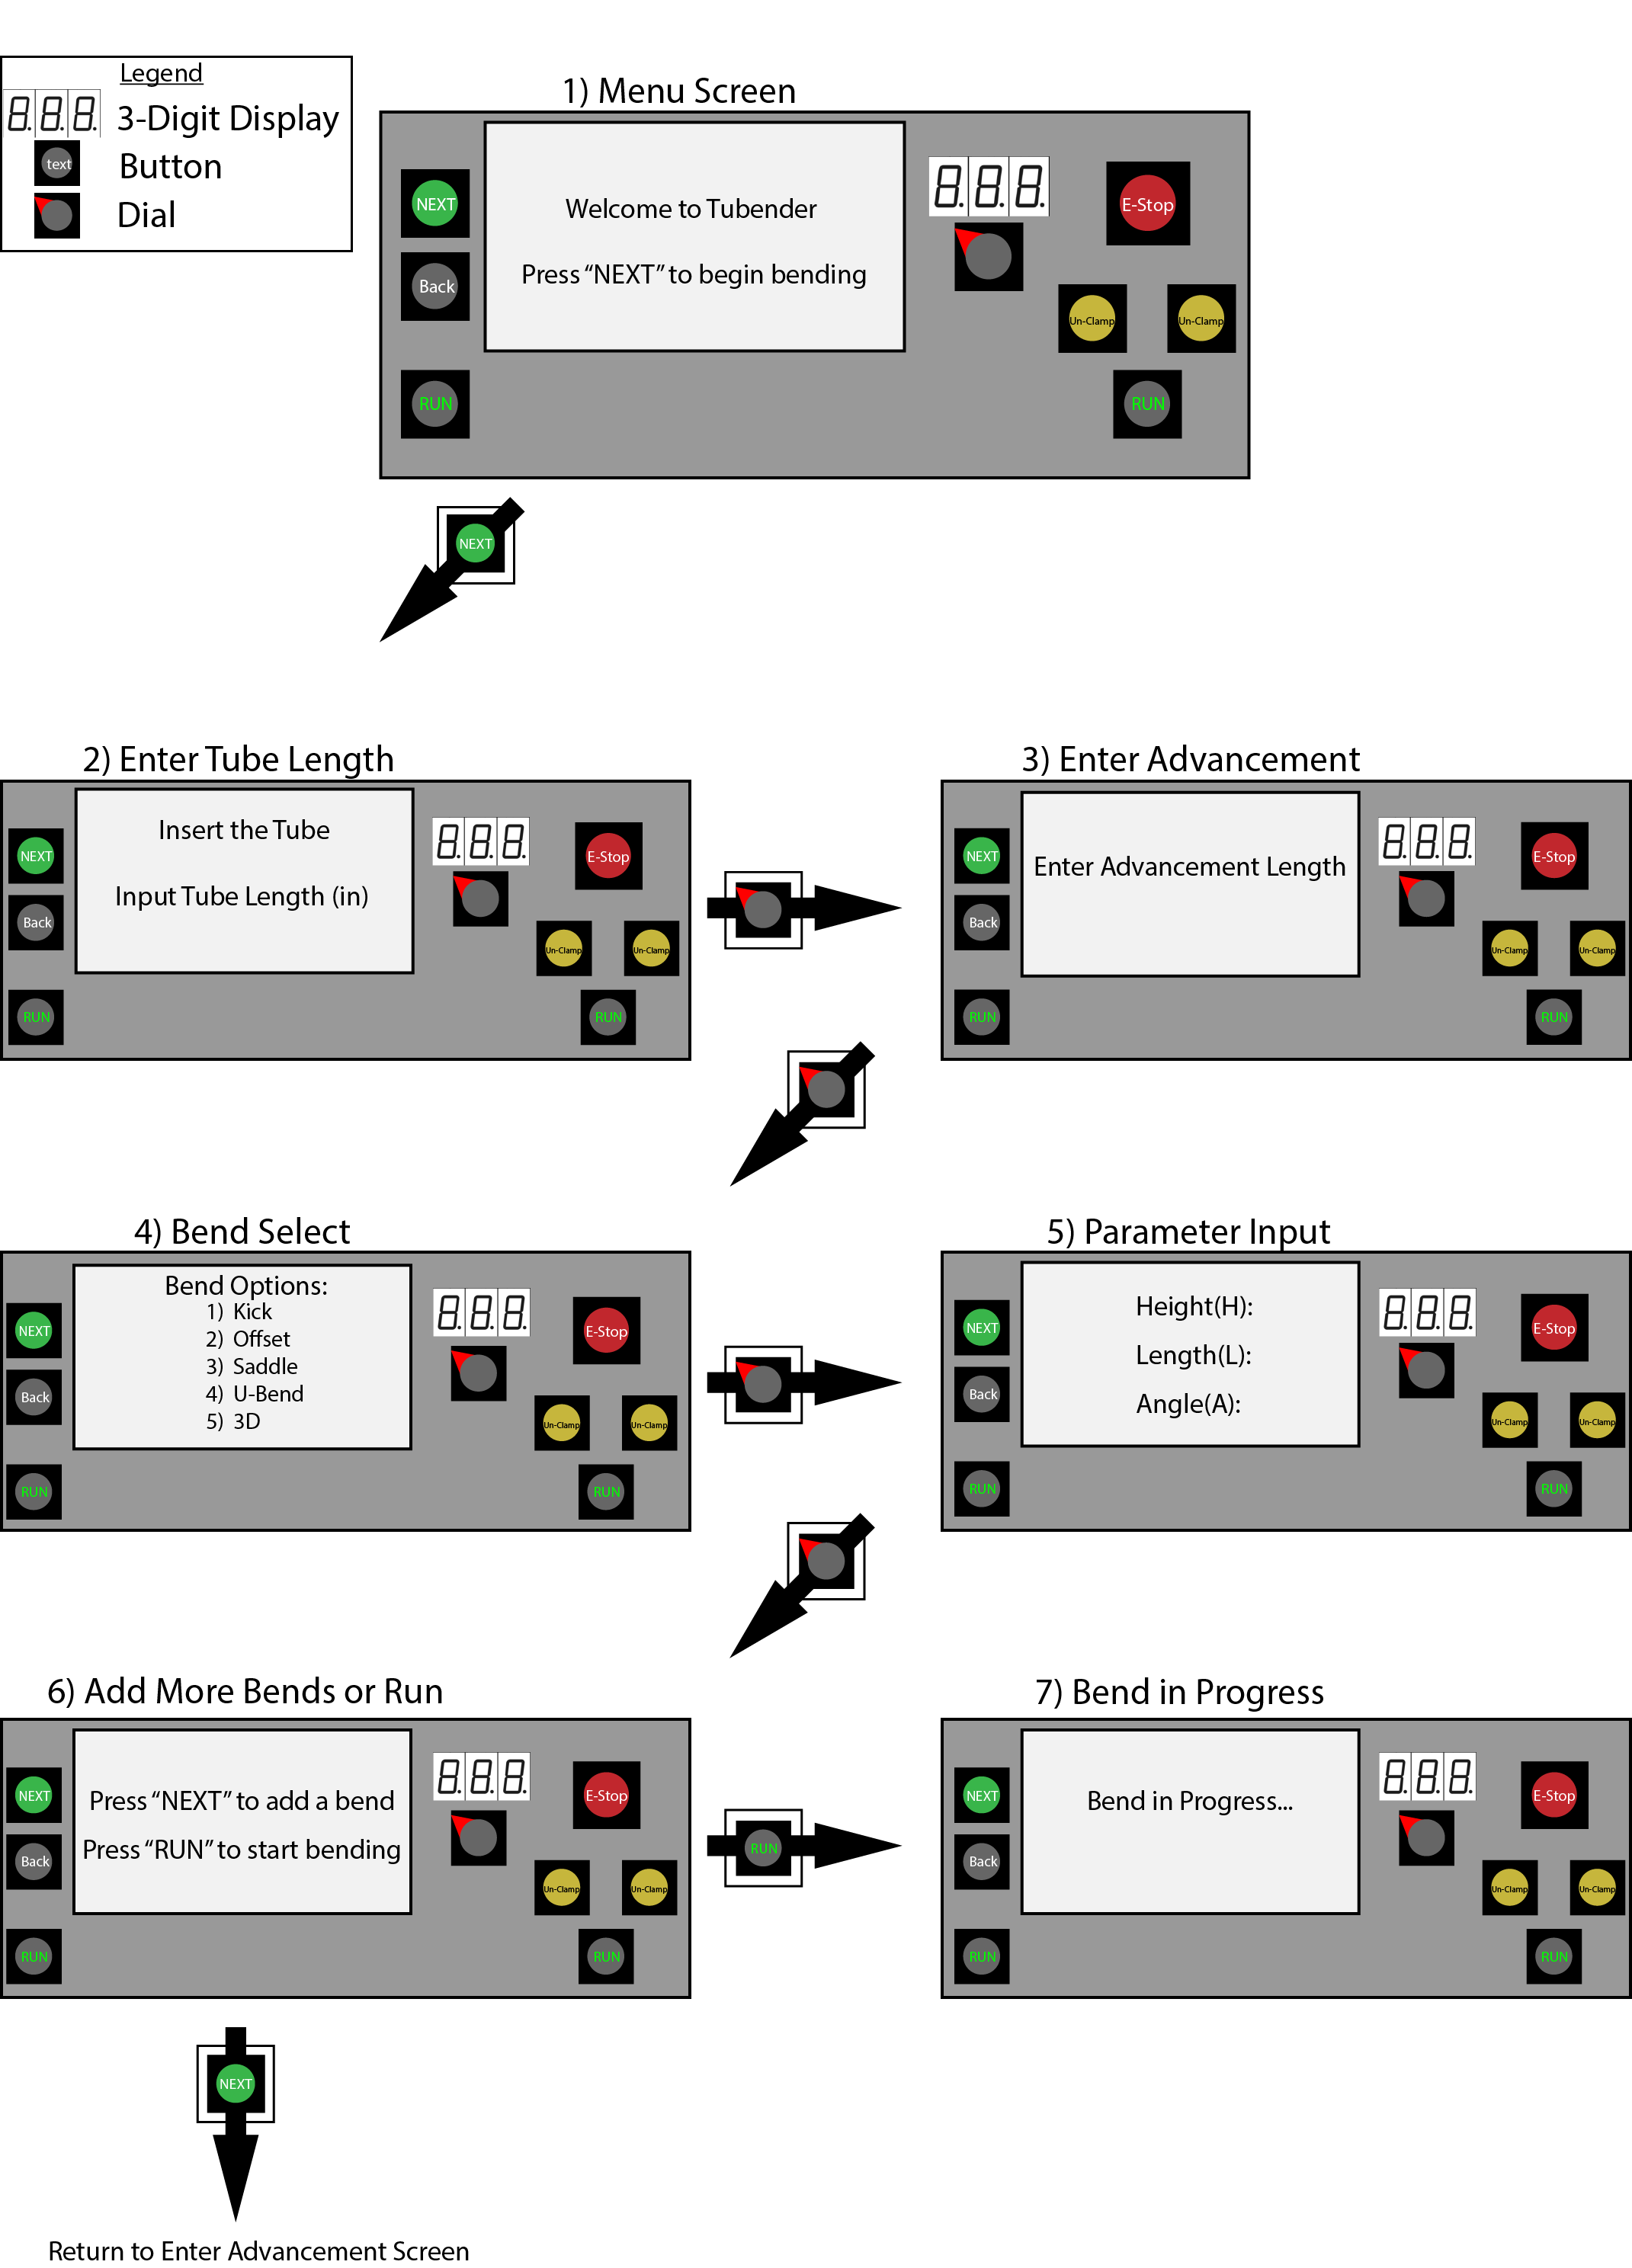 Legend
8.8.8.
3-Digit Display
text
Button
Dial
1) Menu Screen
NEXT
Back
RUN
Welcome to Tubender
Press “NEXT” to begin bending
8.8.8.
E-Stop
Un-Clamp
Un-Clamp
RUN
NEXT
2) Enter Tube Length
NEXT
Back
RUN
Insert the Tube
Input Tube Length (in)
8.8.8.
E-Stop
Un-Clamp
Un-Clamp
RUN
3) Enter Advancement
NEXT
Back
RUN
Enter Advancement Length
8.8.8.
E-Stop
Un-Clamp
Un-Clamp
RUN
4) Bend Select
NEXT
Back
RUN
Bend Options:
1) Kick
2) Offset
3) Saddle
4) U-Bend
5) 3D
8.8.8.
E-Stop
Un-Clamp
Un-Clamp
RUN
5) Parameter Input
NEXT
Back
RUN
Height(H):
Length(L):
Angle(A):
8.8.8.
E-Stop
Un-Clamp
Un-Clamp
RUN
6) Add More Bends or Run
NEXT
Back
RUN
Press “NEXT” to add a bend
Press “RUN” to start bending
8.8.8.
E-Stop
Un-Clamp
Un-Clamp
RUN
RUN
7) Bend in Progress
NEXT
Back
RUN
Bend in Progress...
8.8.8.
E-Stop
Un-Clamp
Un-Clamp
RUN
NEXT
Return to Enter Advancement Screen